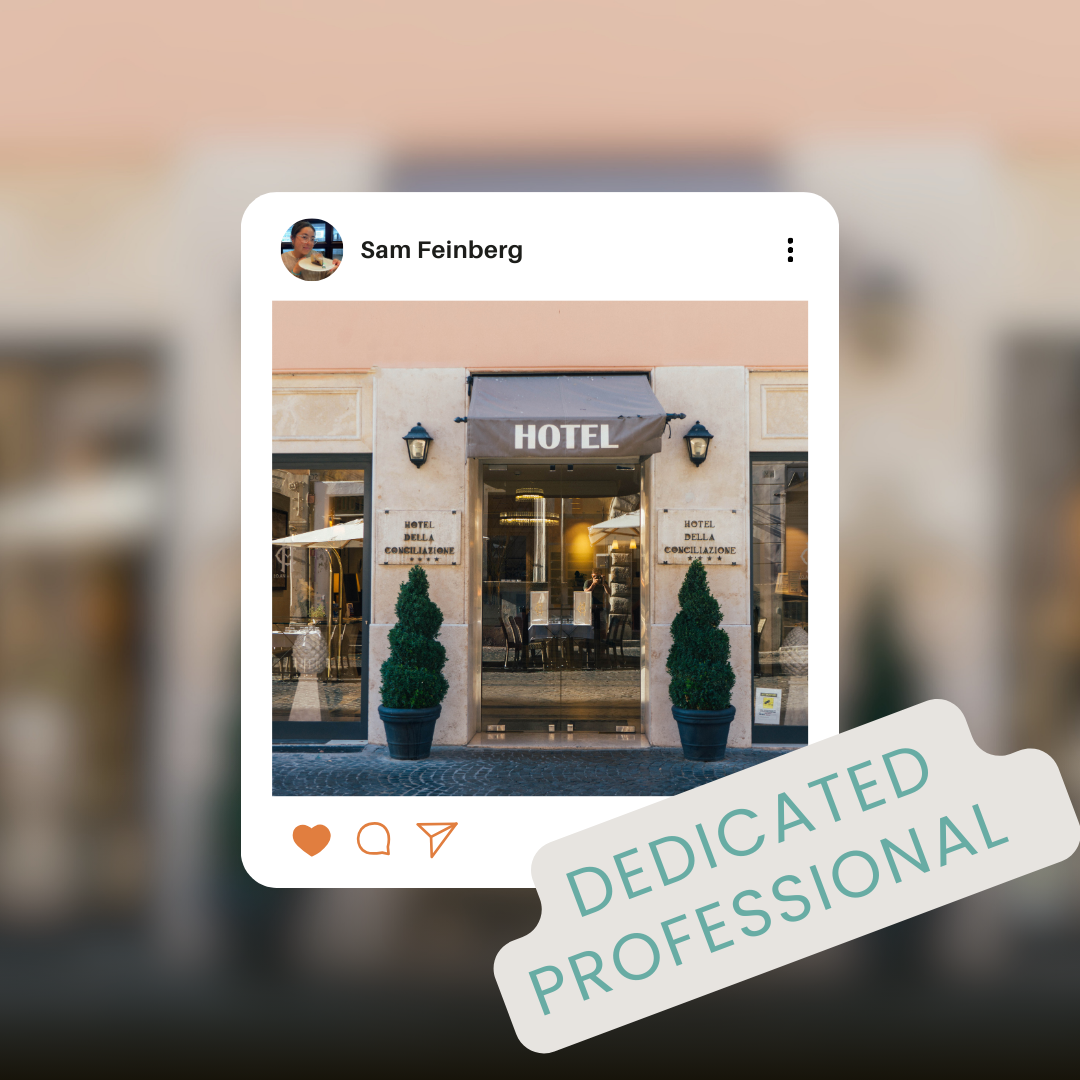 Sam Feinberg
HOTEL
HOTEL
DELLA
CONCILIAZIONE
HOTEL
DELLA
CONCILIAZIONE
DEDICATED
PROFESSIONAL